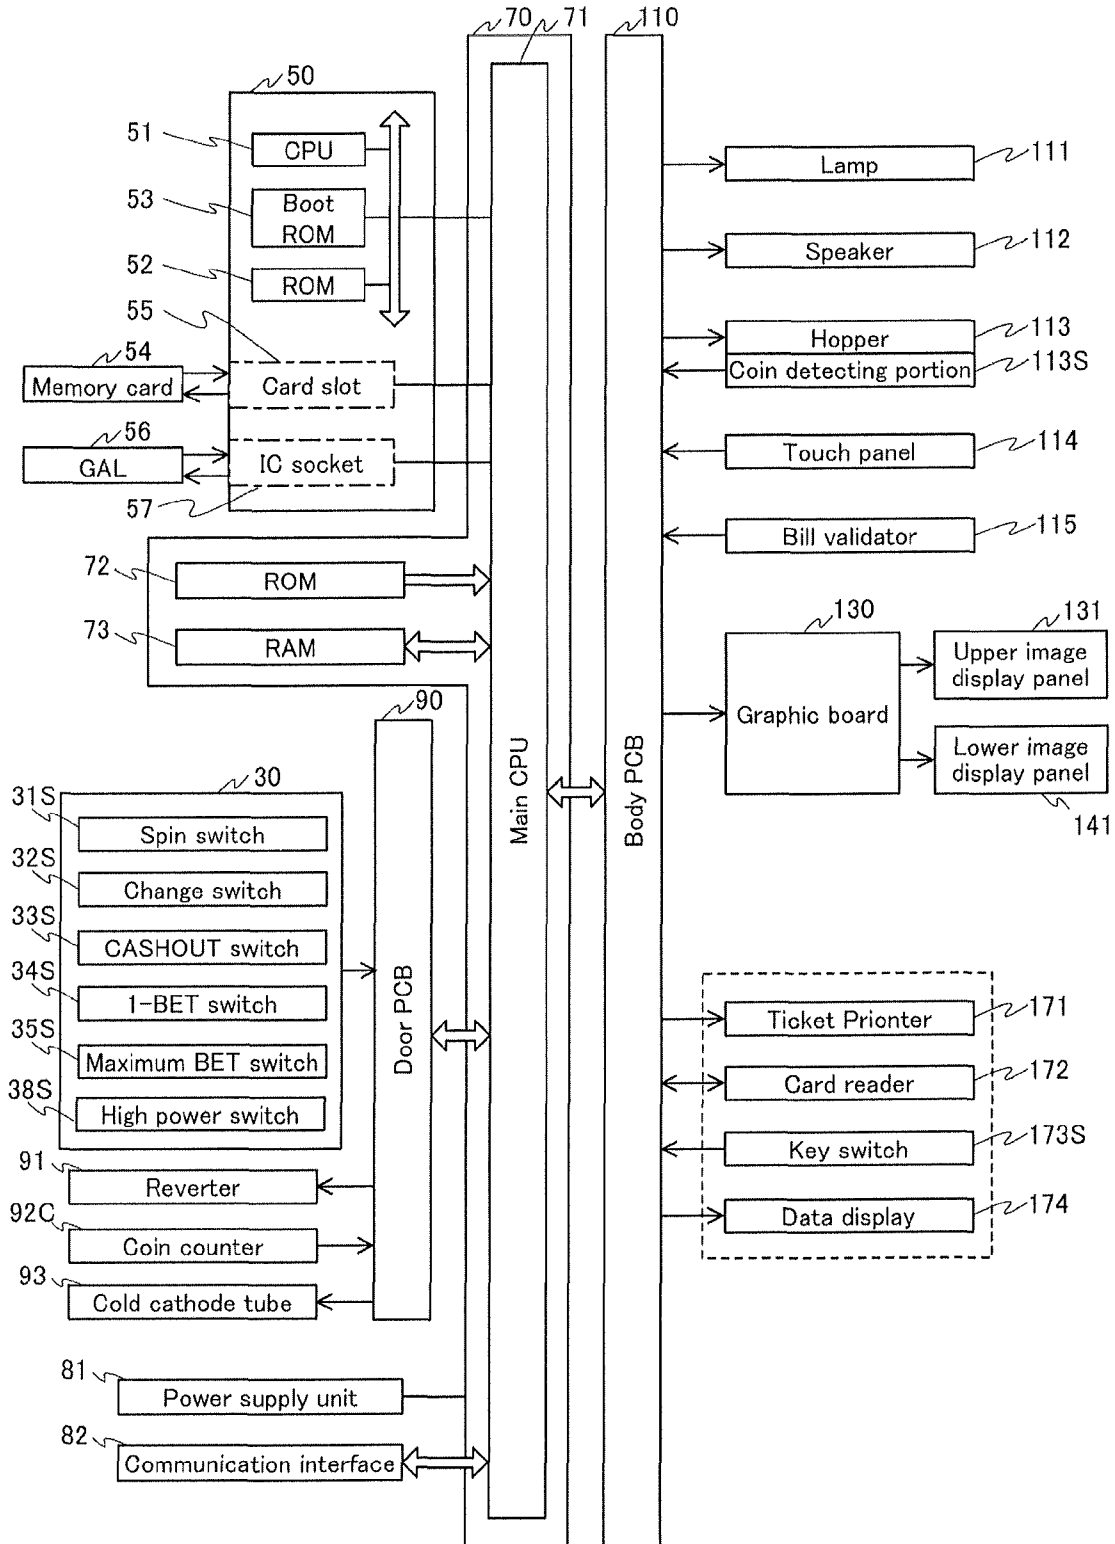 70
71
110
50
51
CPU
53
Boot
ROM
52
ROM
55
54
Memory card
Card slot
56
GAL
IC socket
57
72
ROM
73
RAM
90
30
31S
Spin switch
32S
Change switch
33S
CASHOUT switch
34S
1-BET switch
35S
Maximum BET switch
38S
High power switch
91
Reverter
92C
Coin counter
93
Cold cathode tube
81
Power supply unit
82
Communication interface
Door PCB
Main CPU
Body PCB
Lamp
111
Speaker
112
Hopper
113
Coin detecting portion
113S
Touch panel
114
Bill validator
115
130
Graphic board
131
Upper image
display panel
Lower image
display panel
141
Ticket Prionter
171
Card reader
172
Key switch
173S
Data display
174